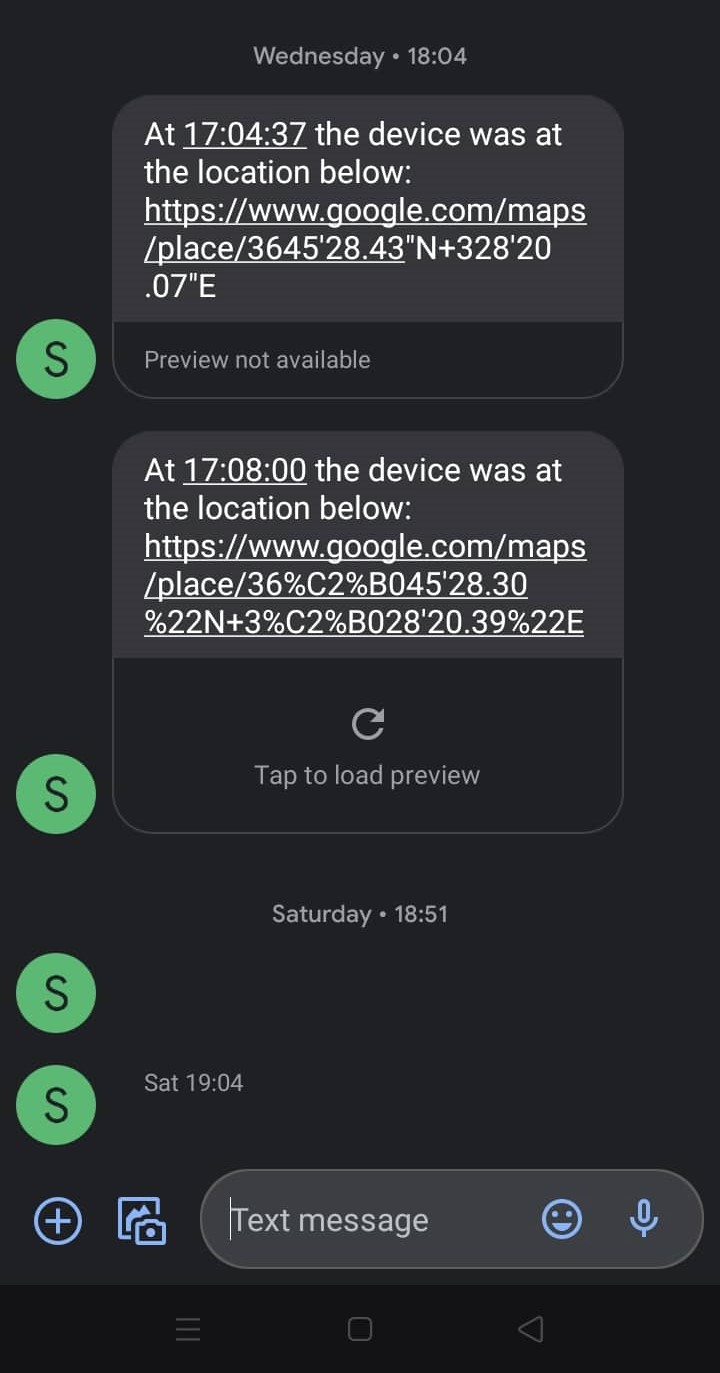 Wednesday • 18:04
At 17:04:37 the device was at
the location below:
https://www.google.com/maps
/place/3645'28.43"N+328'20
.07"E
Preview not available
S
At 17:08:00 the device was at
the location below:
https://www.google.com/maps
/place/36%C2%B045'28.30
%22N+3%C2%B028'20.39%22E
Tap to load preview
S
Saturday • 18:51
S
Sat 19:04
S
Text message